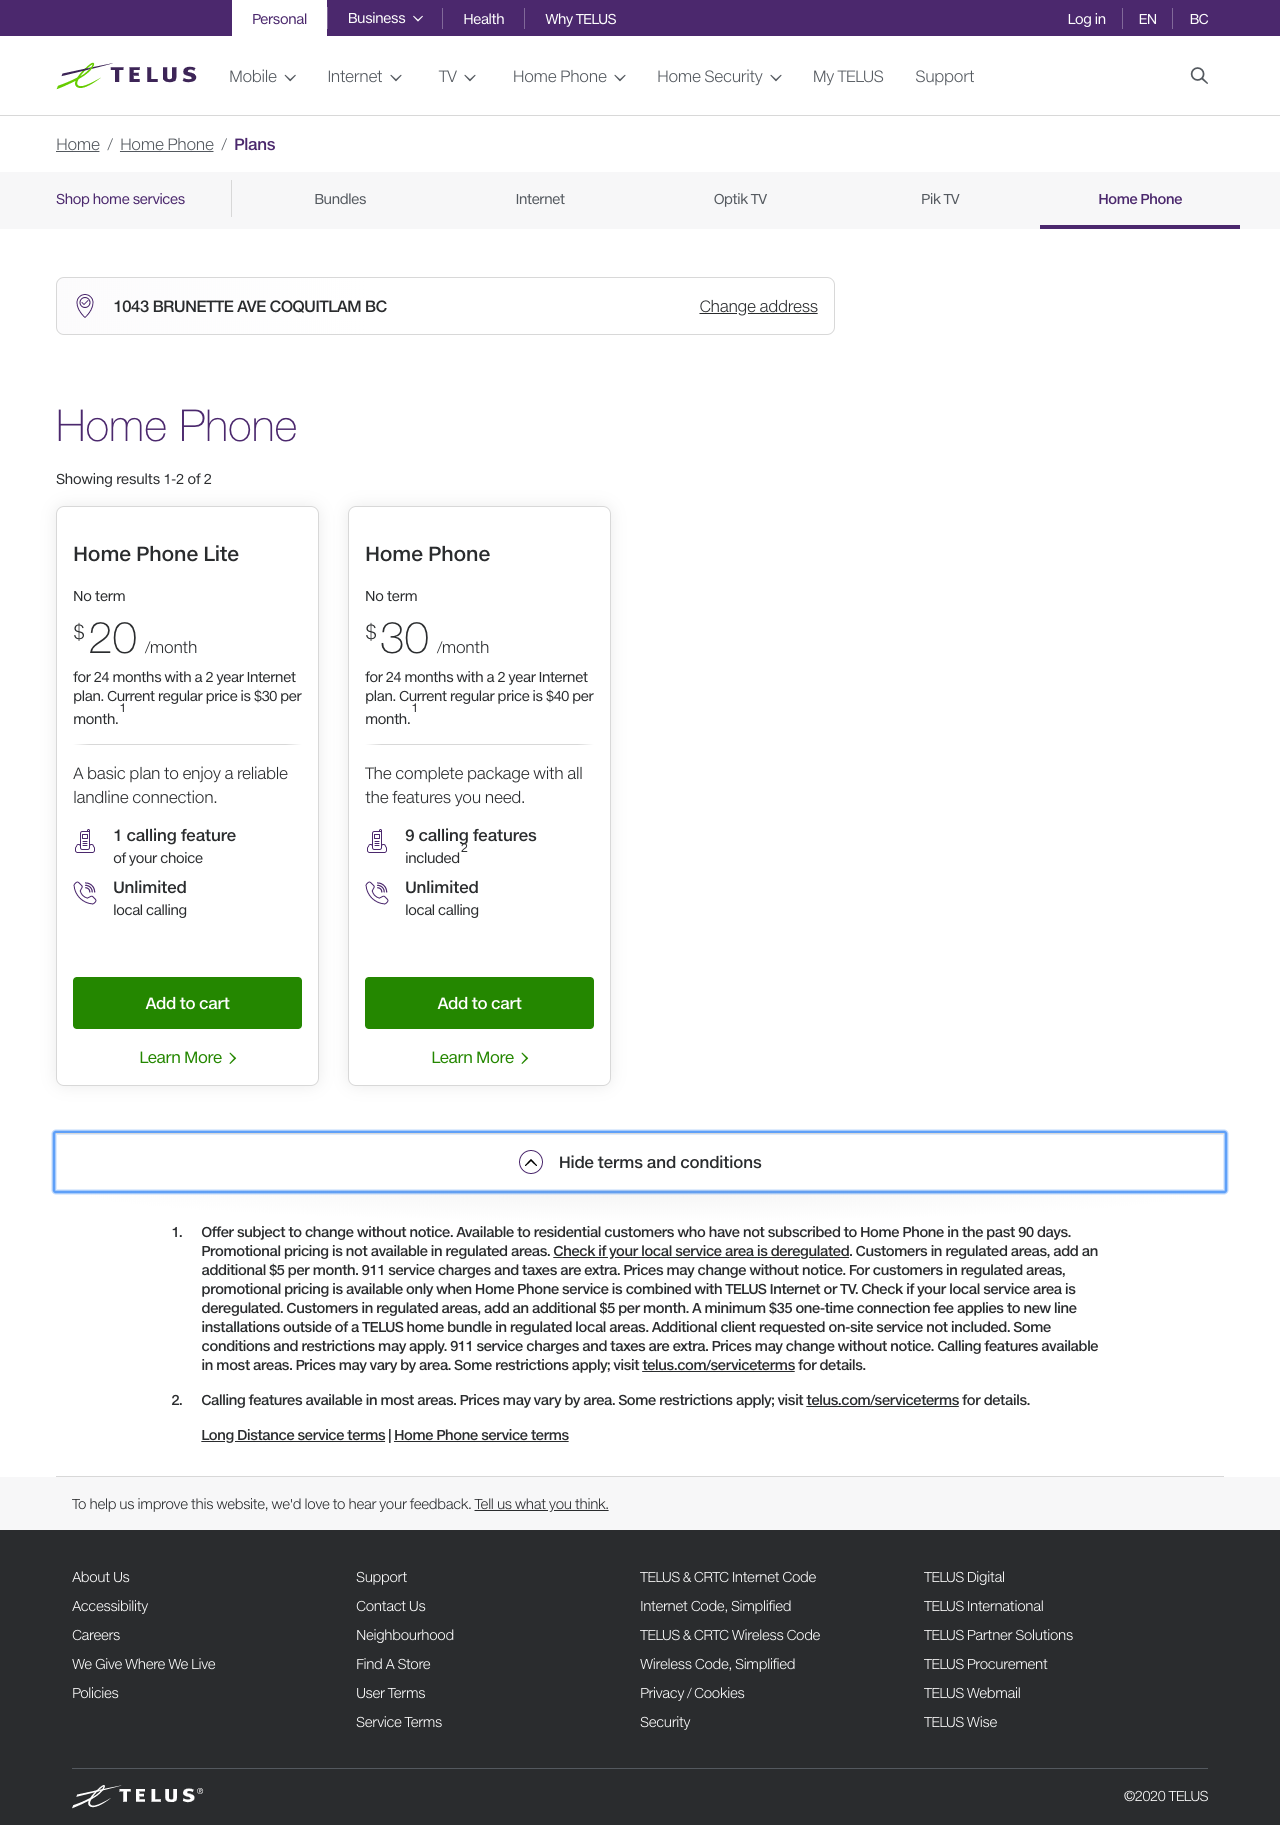 Personal
Business
Health
Why TELUS
Log in
EN
BC
TELUS
Mobile
Internet
TV
Home Phone
Home Security
My TELUS
Support
Home / Home Phone / Plans
Shop home services
Bundles
Internet
Optik TV
Pik TV
Home Phone
1043 BRUNETTE AVE COQUITLAM BC
Change address
Home Phone
Showing results 1-2 of 2
Home Phone Lite
No term
$20 /month
for 24 months with a 2 year Internet
plan. Current regular price is $30 per
month.1
A basic plan to enjoy a reliable
landline connection.
1 calling feature
of your choice
Unlimited
local calling
Add to cart
Learn More
Home Phone
No term
$30 /month
for 24 months with a 2 year Internet
plan. Current regular price is $40 per
month.1
The complete package with all
the features you need.
9 calling features
included2
Unlimited
local calling
Add to cart
Learn More
Hide terms and conditions
1. Offer subject to change without notice. Available to residential customers who have not subscribed to Home Phone in the past 90 days.
Promotional pricing is not available in regulated areas. Check if your local service area is deregulated. Customers in regulated areas, add an
additional $5 per month. 911 service charges and taxes are extra. Prices may change without notice. For customers in regulated areas,
promotional pricing is available only when Home Phone service is combined with TELUS Internet or TV. Check if your local service area is
deregulated. Customers in regulated areas, add an additional $5 per month. A minimum $35 one-time connection fee applies to new line
installations outside of a TELUS home bundle in regulated local areas. Additional client requested on-site service not included. Some
conditions and restrictions may apply. 911 service charges and taxes are extra. Prices may change without notice. Calling features available
in most areas. Prices may vary by area. Some restrictions apply; visit telus.com/serviceterms for details.
2. Calling features available in most areas. Prices may vary by area. Some restrictions apply; visit telus.com/serviceterms for details.
Long Distance service terms | Home Phone service terms
To help us improve this website, we'd love to hear your feedback. Tell us what you think.
About Us
Accessibility
Careers
We Give Where We Live
Policies
Support
Contact Us
Neighbourhood
Find A Store
User Terms
Service Terms
TELUS & CRTC Internet Code
Internet Code, Simplified
TELUS & CRTC Wireless Code
Wireless Code, Simplified
Privacy / Cookies
Security
TELUS Digital
TELUS International
TELUS Partner Solutions
TELUS Procurement
TELUS Webmail
TELUS Wise
TELUS®
©2020 TELUS